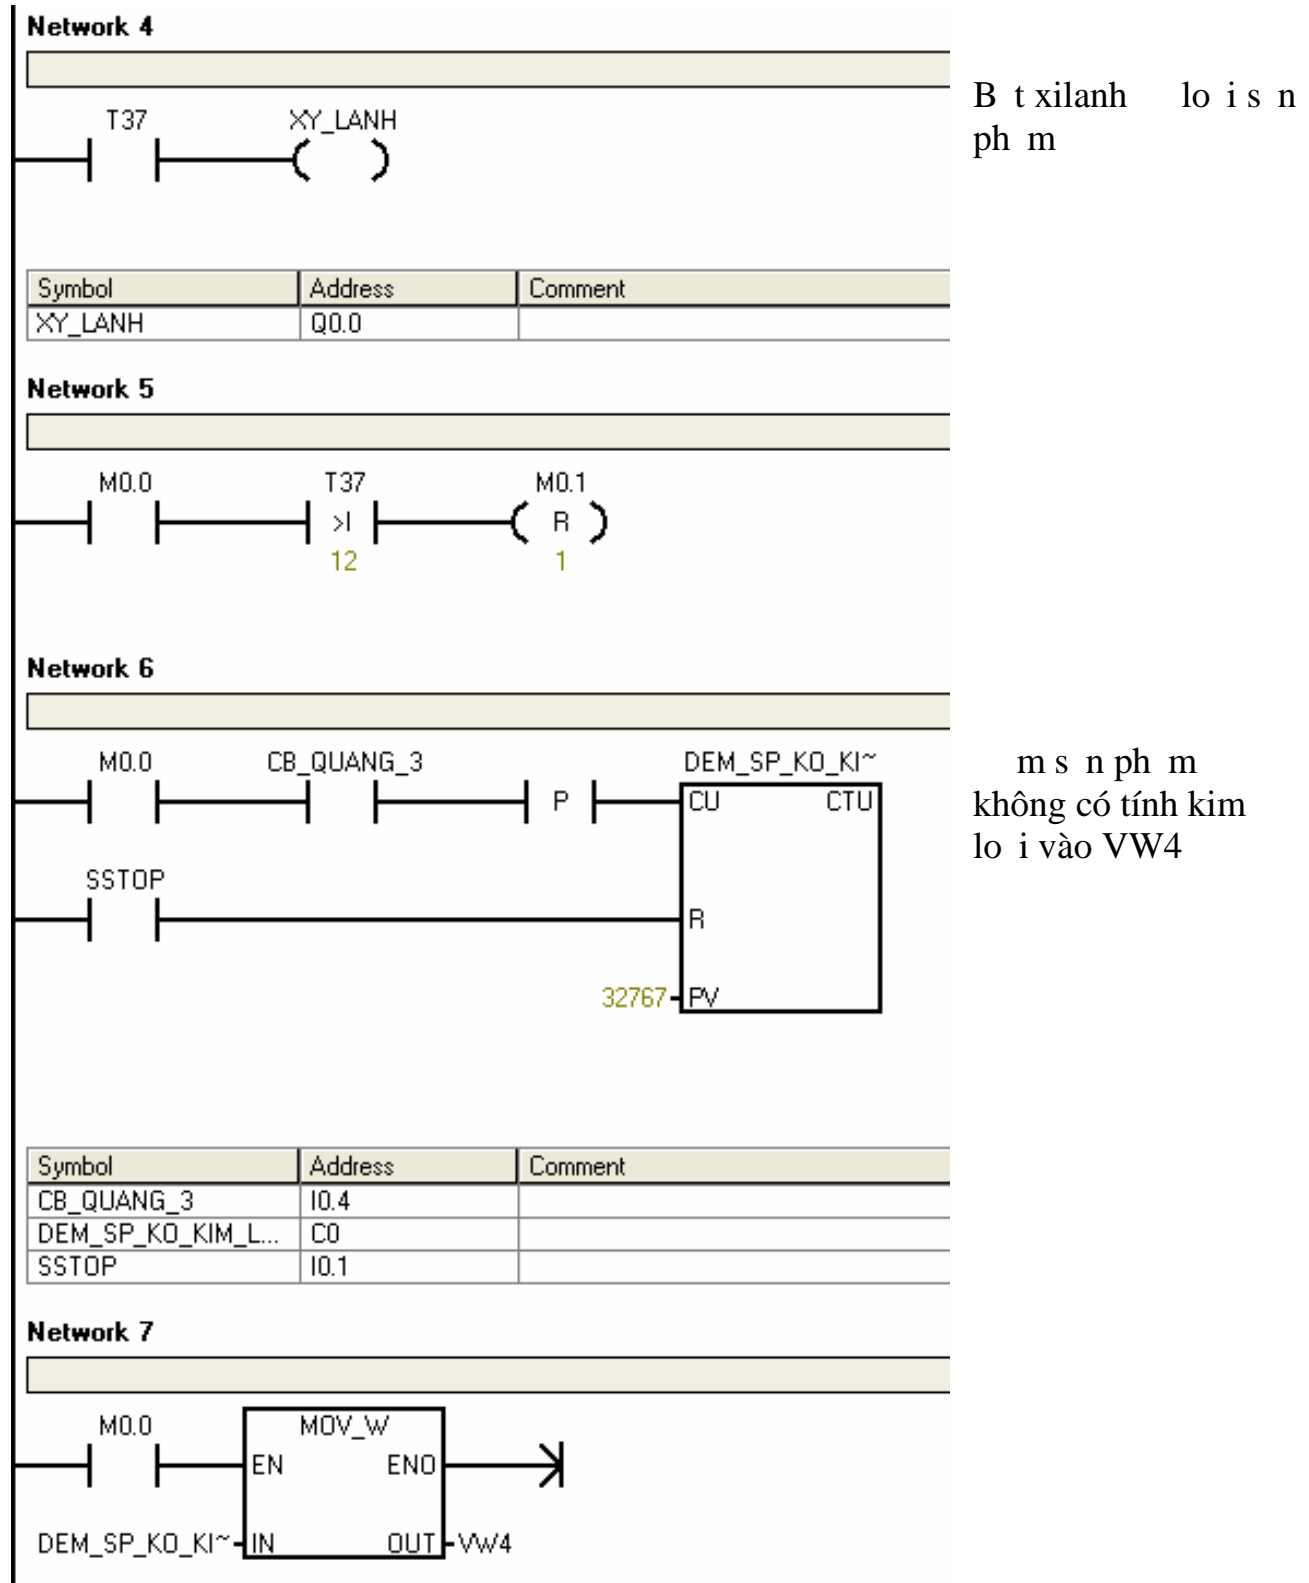 Network 4
B t xilanh lo i s n
ph m
T37 XY_LANH
( )
Symbol Address Comment
XY_LANH Q0.0
Network 5
M0.0 T37 M0.1
>I ( R )
12 1
Network 6
M0.0 CB_QUANG_3 DEM_SP_KO_KI~
P CU CTU
m s n ph m
không có tính kim
lo i vào VW4
SSTOP
R
32767 PV
Symbol Address Comment
CB_QUANG_3 I0.4
DEM_SP_KO_KIM_L... C0
SSTOP I0.1
Network 7
M0.0 MOV_W
EN ENO
DEM_SP_KO_KI~ IN OUT VW4